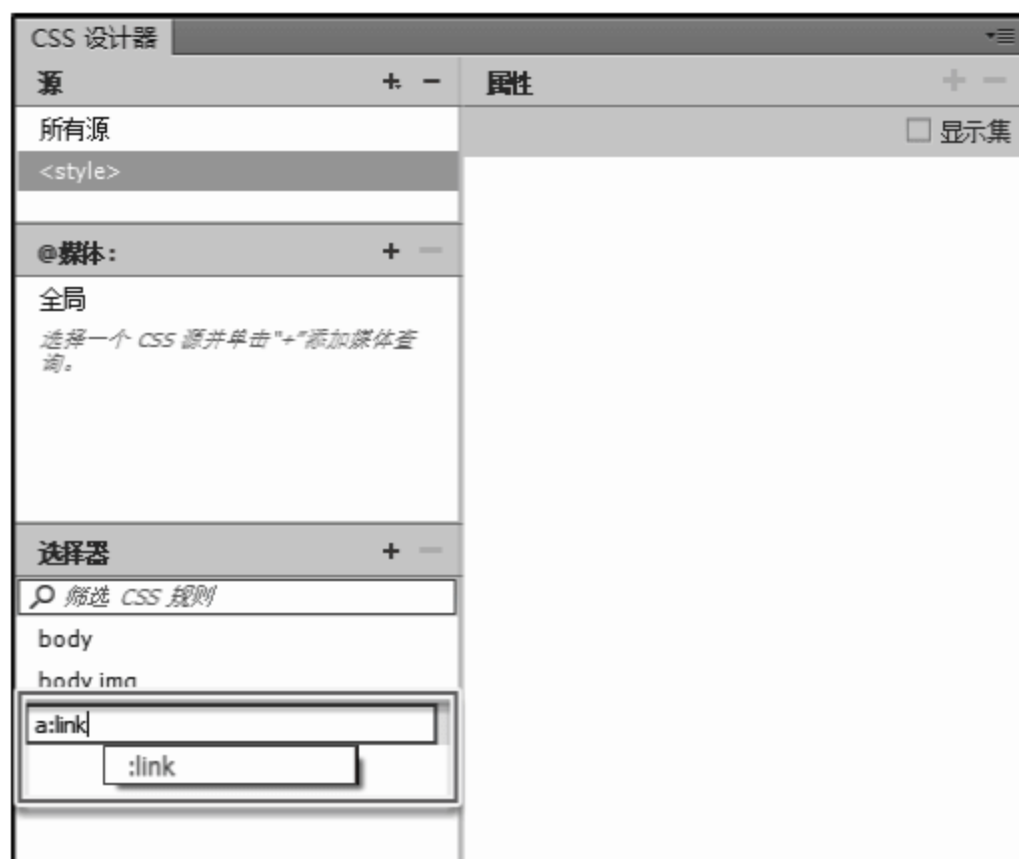 CSS 设计器
源
属性
所有源
显示集
<style>
@媒体：
全局
选择一个 CSS 源并单击"+"添加媒体查
询。
选择器
筛选 CSS 规则
body
body img
a:link
:link